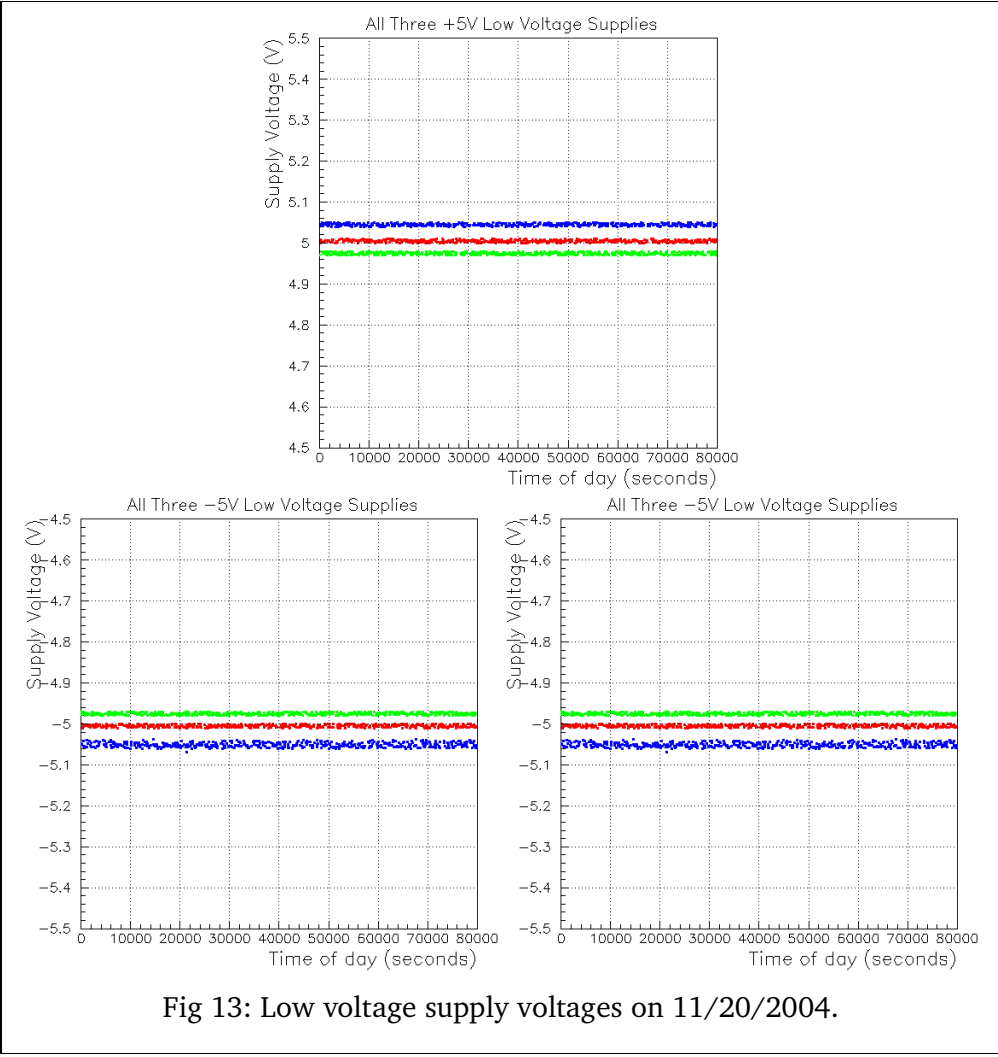 All Three +5V Low Voltage Supplies
Supply Voltage (V)
5.5
5.4
5.3
5.2
5.1
5
4.9
4.8
4.7
4.6
4.5
0 10000 20000 30000 40000 50000 60000 70000 80000
Time of day (seconds)
All Three −5V Low Voltage Supplies
Supply Voltage (V)
−4.5
−4.6
−4.7
−4.8
−4.9
−5
−5.1
−5.2
−5.3
−5.4
−5.5
0 10000 20000 30000 40000 50000 60000 70000 80000
Time of day (seconds)
All Three −5V Low Voltage Supplies
Supply Voltage (V)
−4.5
−4.6
−4.7
−4.8
−4.9
−5
−5.1
−5.2
−5.3
−5.4
−5.5
0 10000 20000 30000 40000 50000 60000 70000 80000
Time of day (seconds)
Fig 13: Low voltage supply voltages on 11/20/2004.